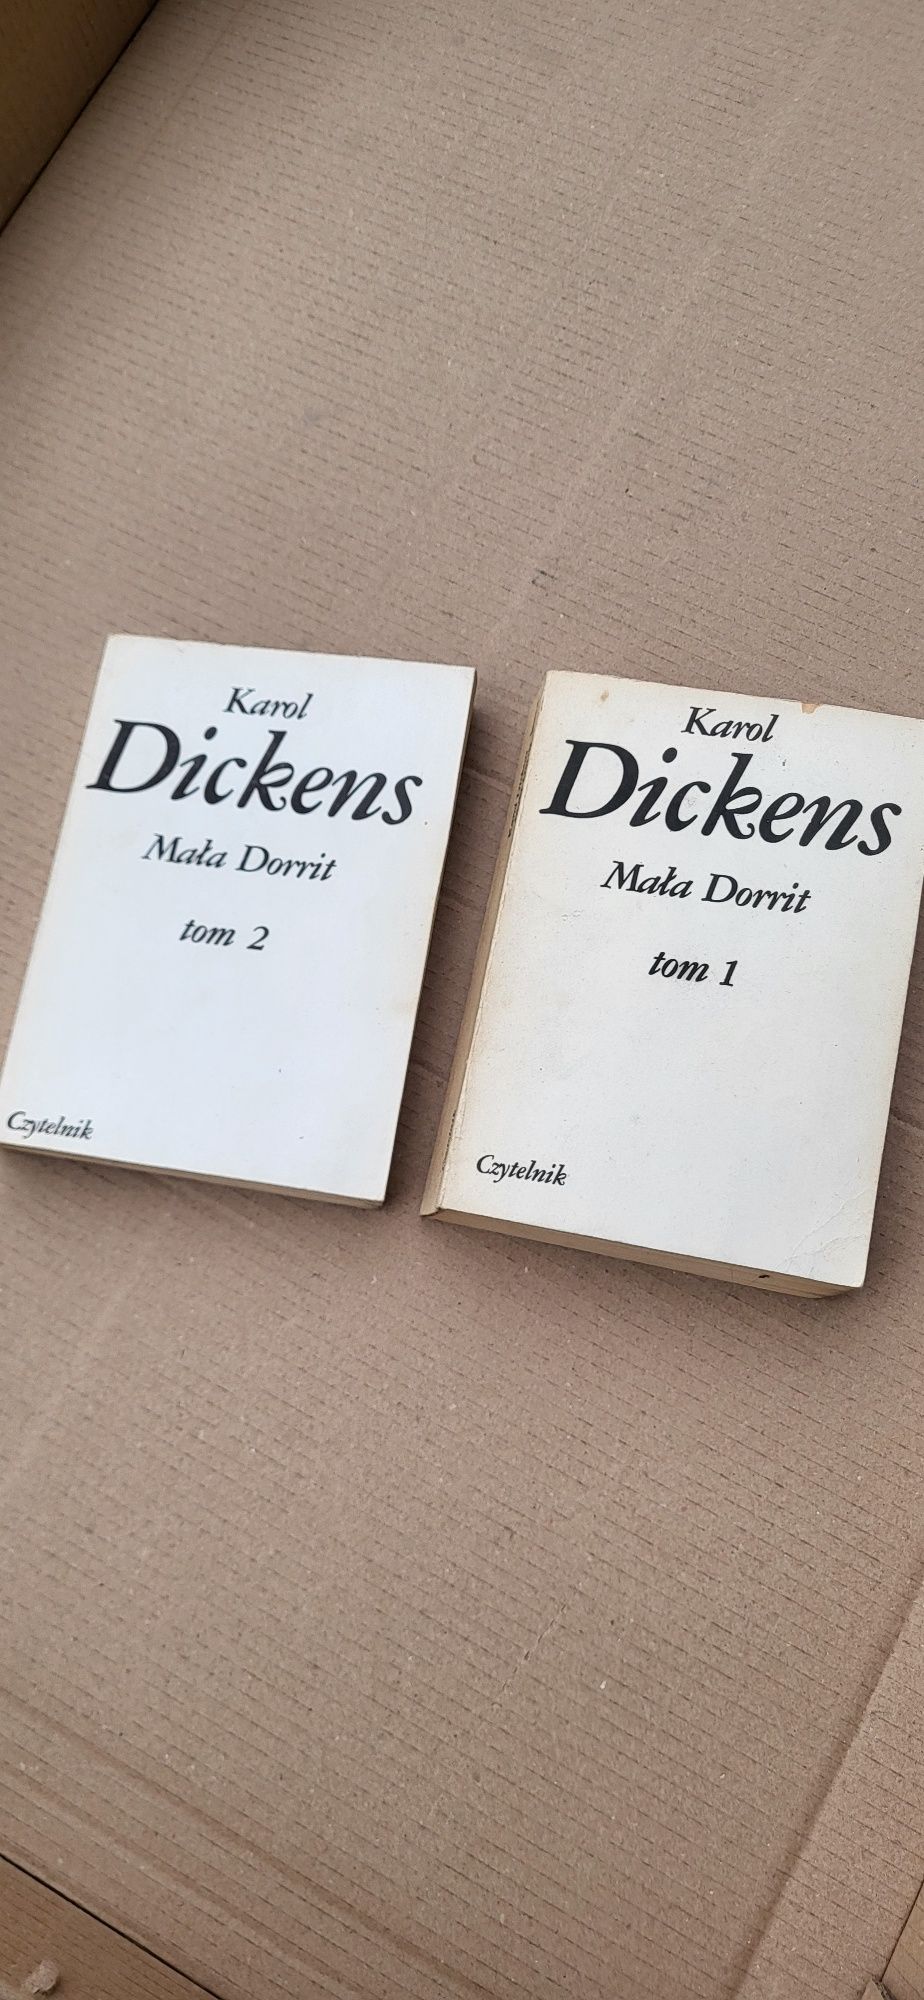 Karol
Dickens
Mała Dorrit
tom 2
Czytelnik
Karol
Dickens
Mała Dorrit
tom 1
Czytelnik